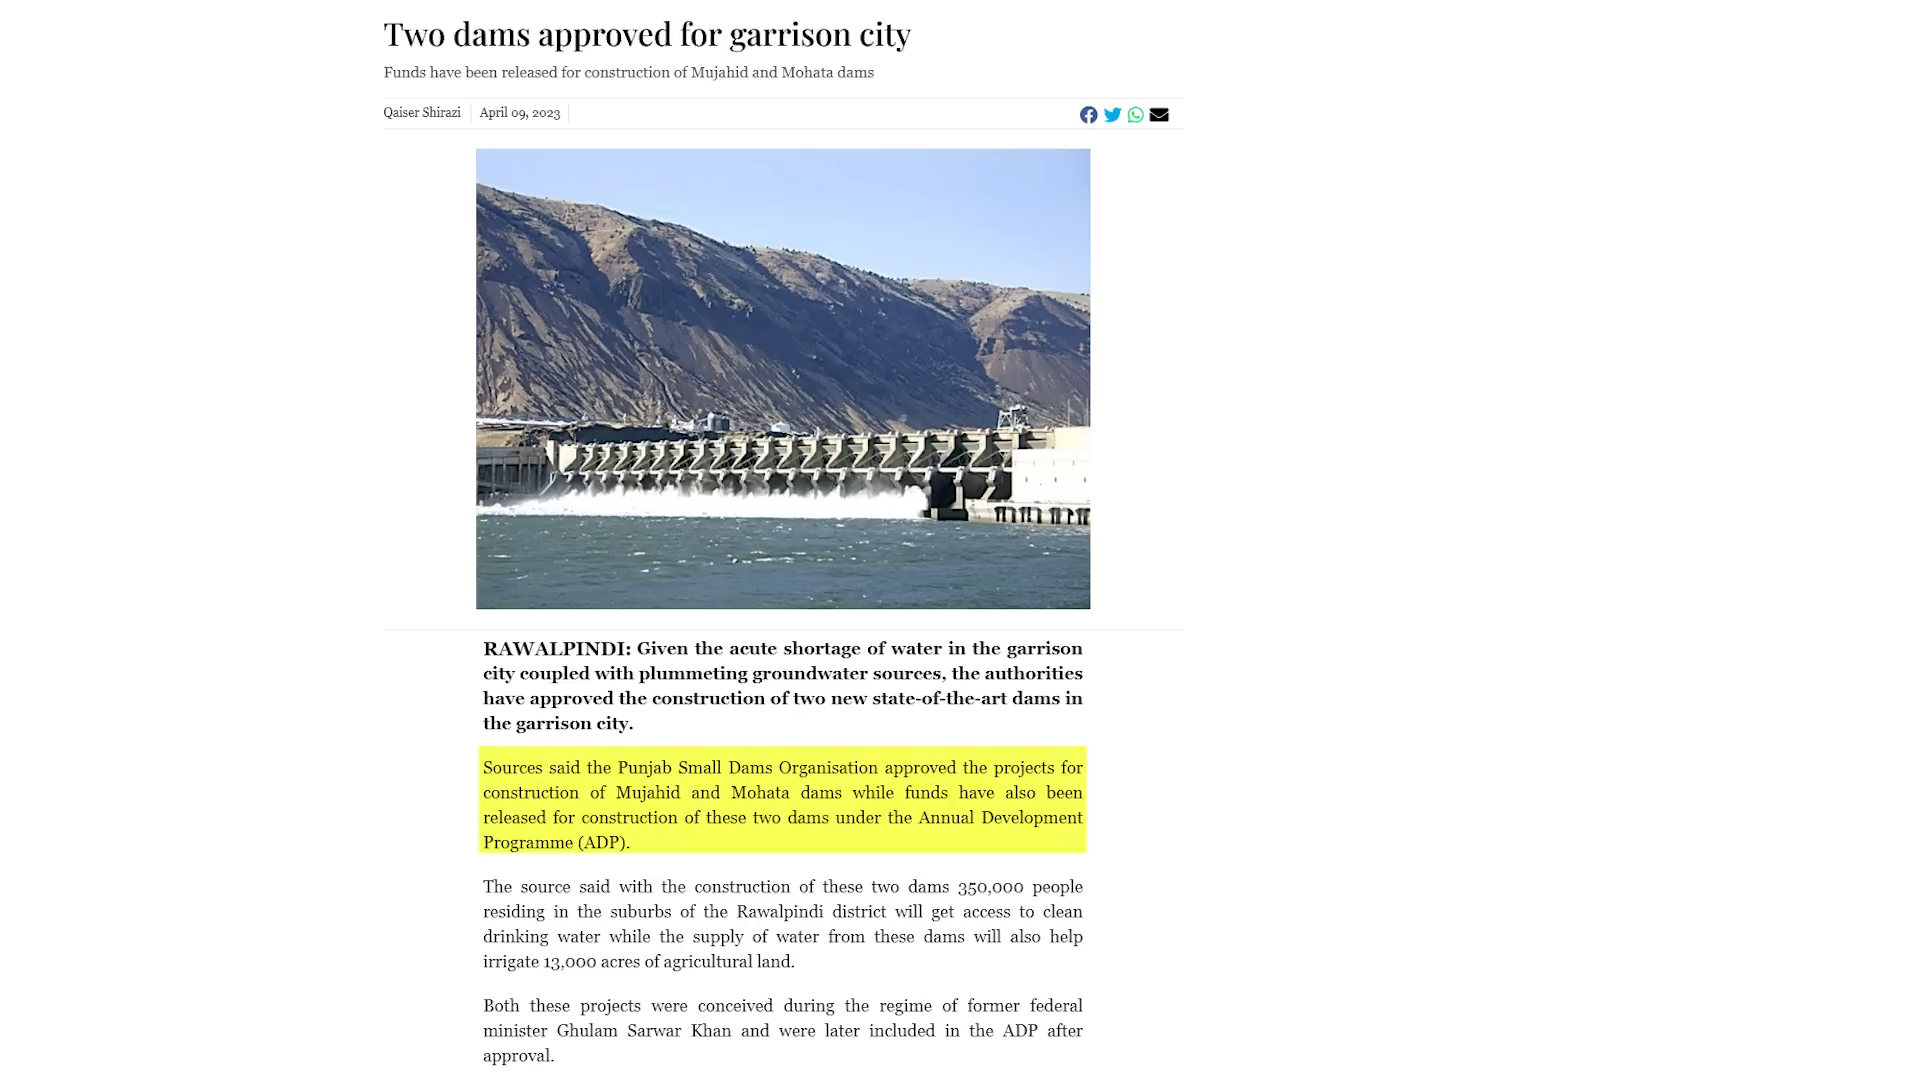 Two dams approved for garrison city
Funds have been released for construction of Mujahid and Mohata dams
Qaiser Shirazi
April 09, 2023
RAWALPINDI: Given the acute shortage of water in the garrison
city coupled with plummeting groundwater sources, the authorities
have approved the construction of two new state-of-the-art dams in
the garrison city.
Sources said the Punjab Small Dams Organisation approved the projects for
construction of Mujahid and Mohata dams while funds have also been
released for construction of these two dams under the Annual Development
Programme (ADP).
The source said with the construction of these two dams 350,000 people
residing in the suburbs of the Rawalpindi district will get access to clean
drinking water while the supply of water from these dams will also help
irrigate 13,000 acres of agricultural land.
Both these projects were conceived during the regime of former federal
minister Ghulam Sarwar Khan and were later included in the ADP after
approval.